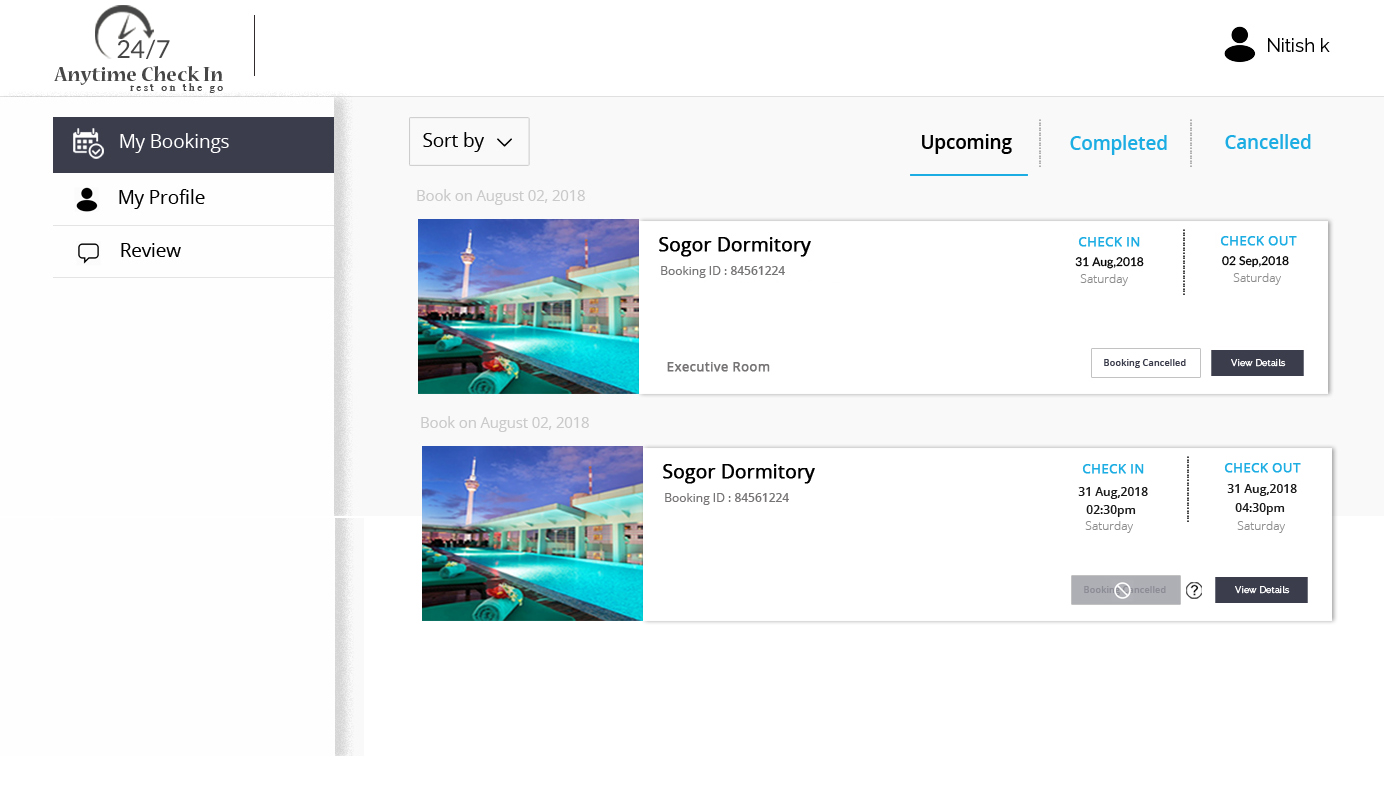 24/7
Anytime Check In
rest on the go
Nitish k
My Bookings
My Profile
Review
Sort by
Upcoming
Completed
Cancelled
Book on August 02, 2018
Sogor Dormitory
Booking ID : 84561224
CHECK IN
31 Aug,2018
Saturday
CHECK OUT
02 Sep,2018
Saturday
Executive Room
Booking Cancelled
View Details
Book on August 02, 2018
Sogor Dormitory
Booking ID : 84561224
CHECK IN
31 Aug,2018
02:30pm
Saturday
CHECK OUT
31 Aug,2018
04:30pm
Saturday
Booking Cancelled
?
View Details